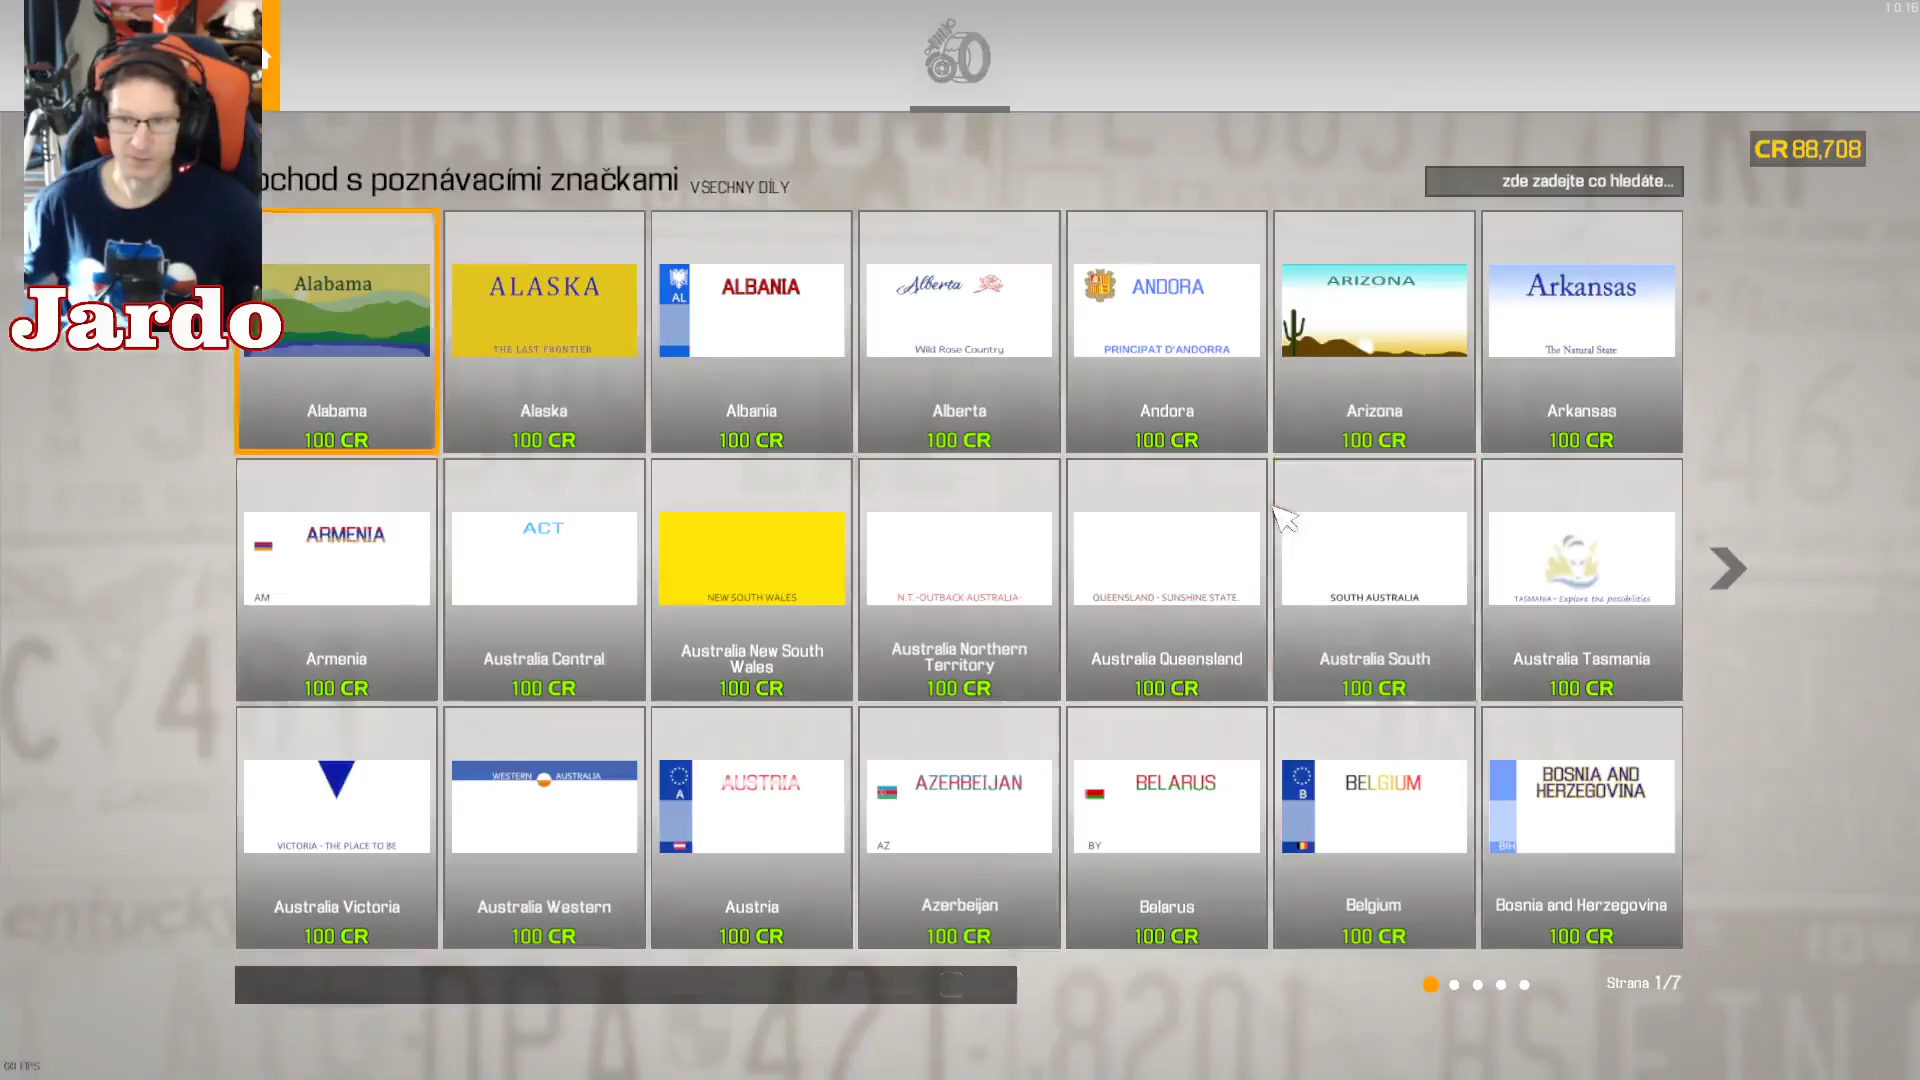 1.0.16
CR 88,708
obchod s poznávacími značkami VŠECHNY DÍLY
zde zadejte co hledáte...
Jardo
Alabama
ALASKA
THE LAST FRONTIER
AL
ALBANIA
Alberta
Wild Rose Country
ANDORRA
PRINCIPAT D'ANDORRA
ARIZONA
Arkansas
The Natural State
Alabama
Alaska
Albania
Alberta
Andora
Arizona
Arkansas
100 CR
100 CR
100 CR
100 CR
100 CR
100 CR
100 CR
ARMENIA
AM
ACT
NEW SOUTH WALES
N.T.-OUTBACK AUSTRALIA-
QUEENSLAND - SUNSHINE STATE.
SOUTH AUSTRALIA
TASMANIA- Explore the possibilities
Armenia
Australia Central
Australia New South
Wales
Australia Northern
Territory
Australia Queensland
Australia South
Australia Tasmania
100 CR
100 CR
100 CR
100 CR
100 CR
100 CR
100 CR
VICTORIA - THE PLACE TO BE
WESTERN AUSTRALIA
A
AUSTRIA
AZERBEIJAN
AZ
BELARUS
BY
B
BELGIUM
BOSNIA AND
HERZEGOVINA
BIH
Australia Victoria
Australia Western
Austria
Azerbeijan
Belarus
Belgium
Bosnia and Herzegovina
100 CR
100 CR
100 CR
100 CR
100 CR
100 CR
100 CR
Strana 1/7